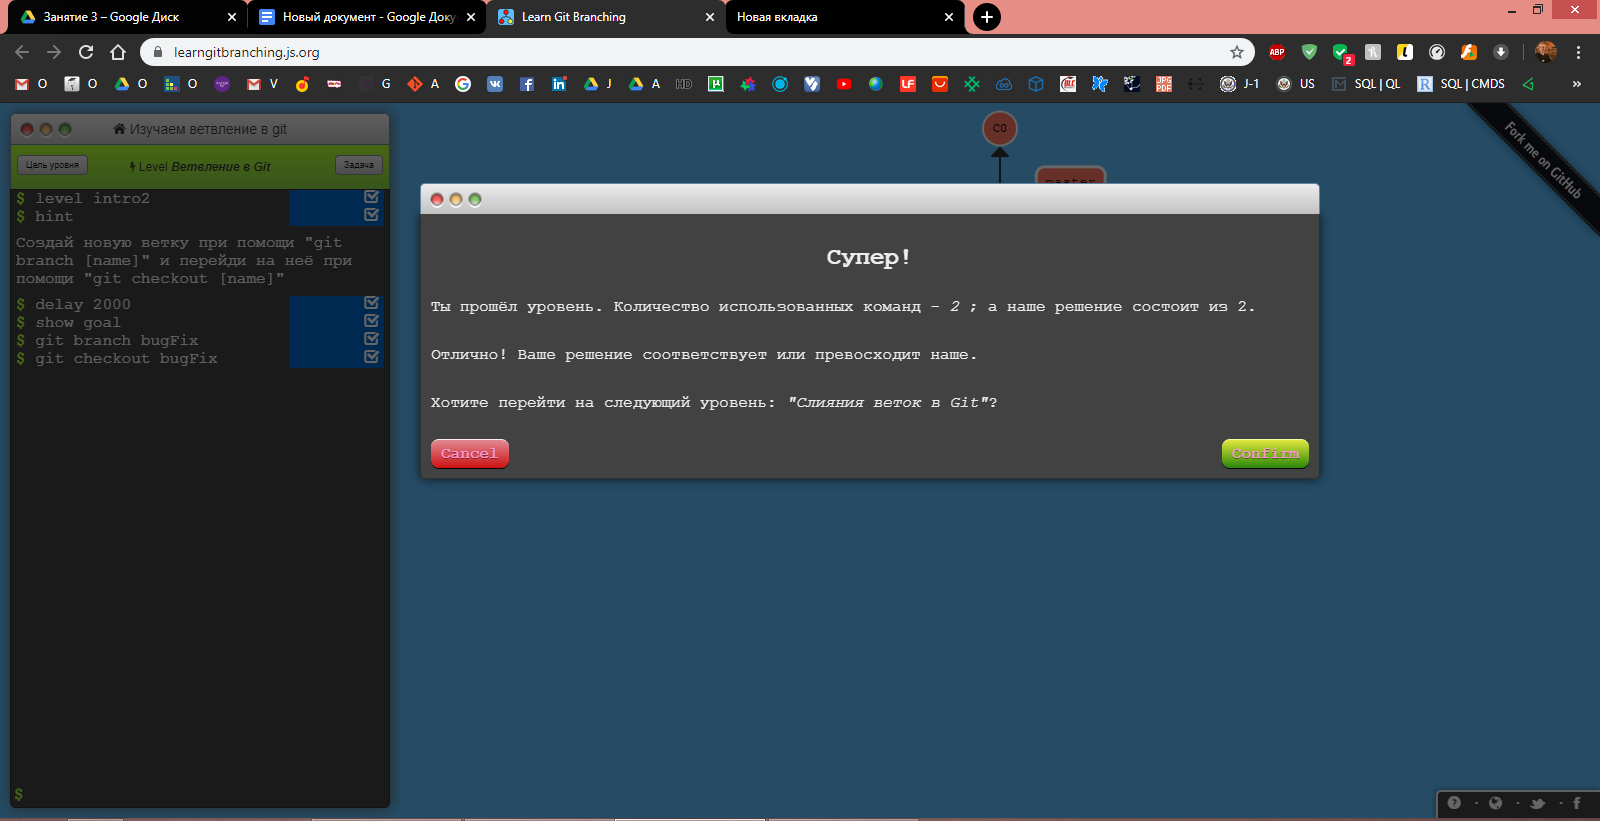 Занятие 3 – Google Диск
Новый документ - Google Доку
Learn Git Branching
Новая вкладка
learngitbranching.js.org
ABP
2
О
О
О
О
V
G
A
J
A
HD
J-1
US
SQL | QL
SQL | CMDS
»
Изучаем ветвление в git
Цель уровня
Level Ветвление в Git
Задача
$ level intro2
$ hint
Создай новую ветку при помощи "git
branch [name]" и перейди на неё при
помощи "git checkout [name]"
$ delay 2000
$ show goal
$ git branch bugFix
$ git checkout bugFix
$
C0
master
Fork me on GitHub
Супер!
Ты прошёл уровень. Количество использованных команд – 2 ; а наше решение состоит из 2.
Отлично! Ваше решение соответствует или превосходит наше.
Хотите перейти на следующий уровень: "Слияния веток в Git"?
Cancel
Confirm